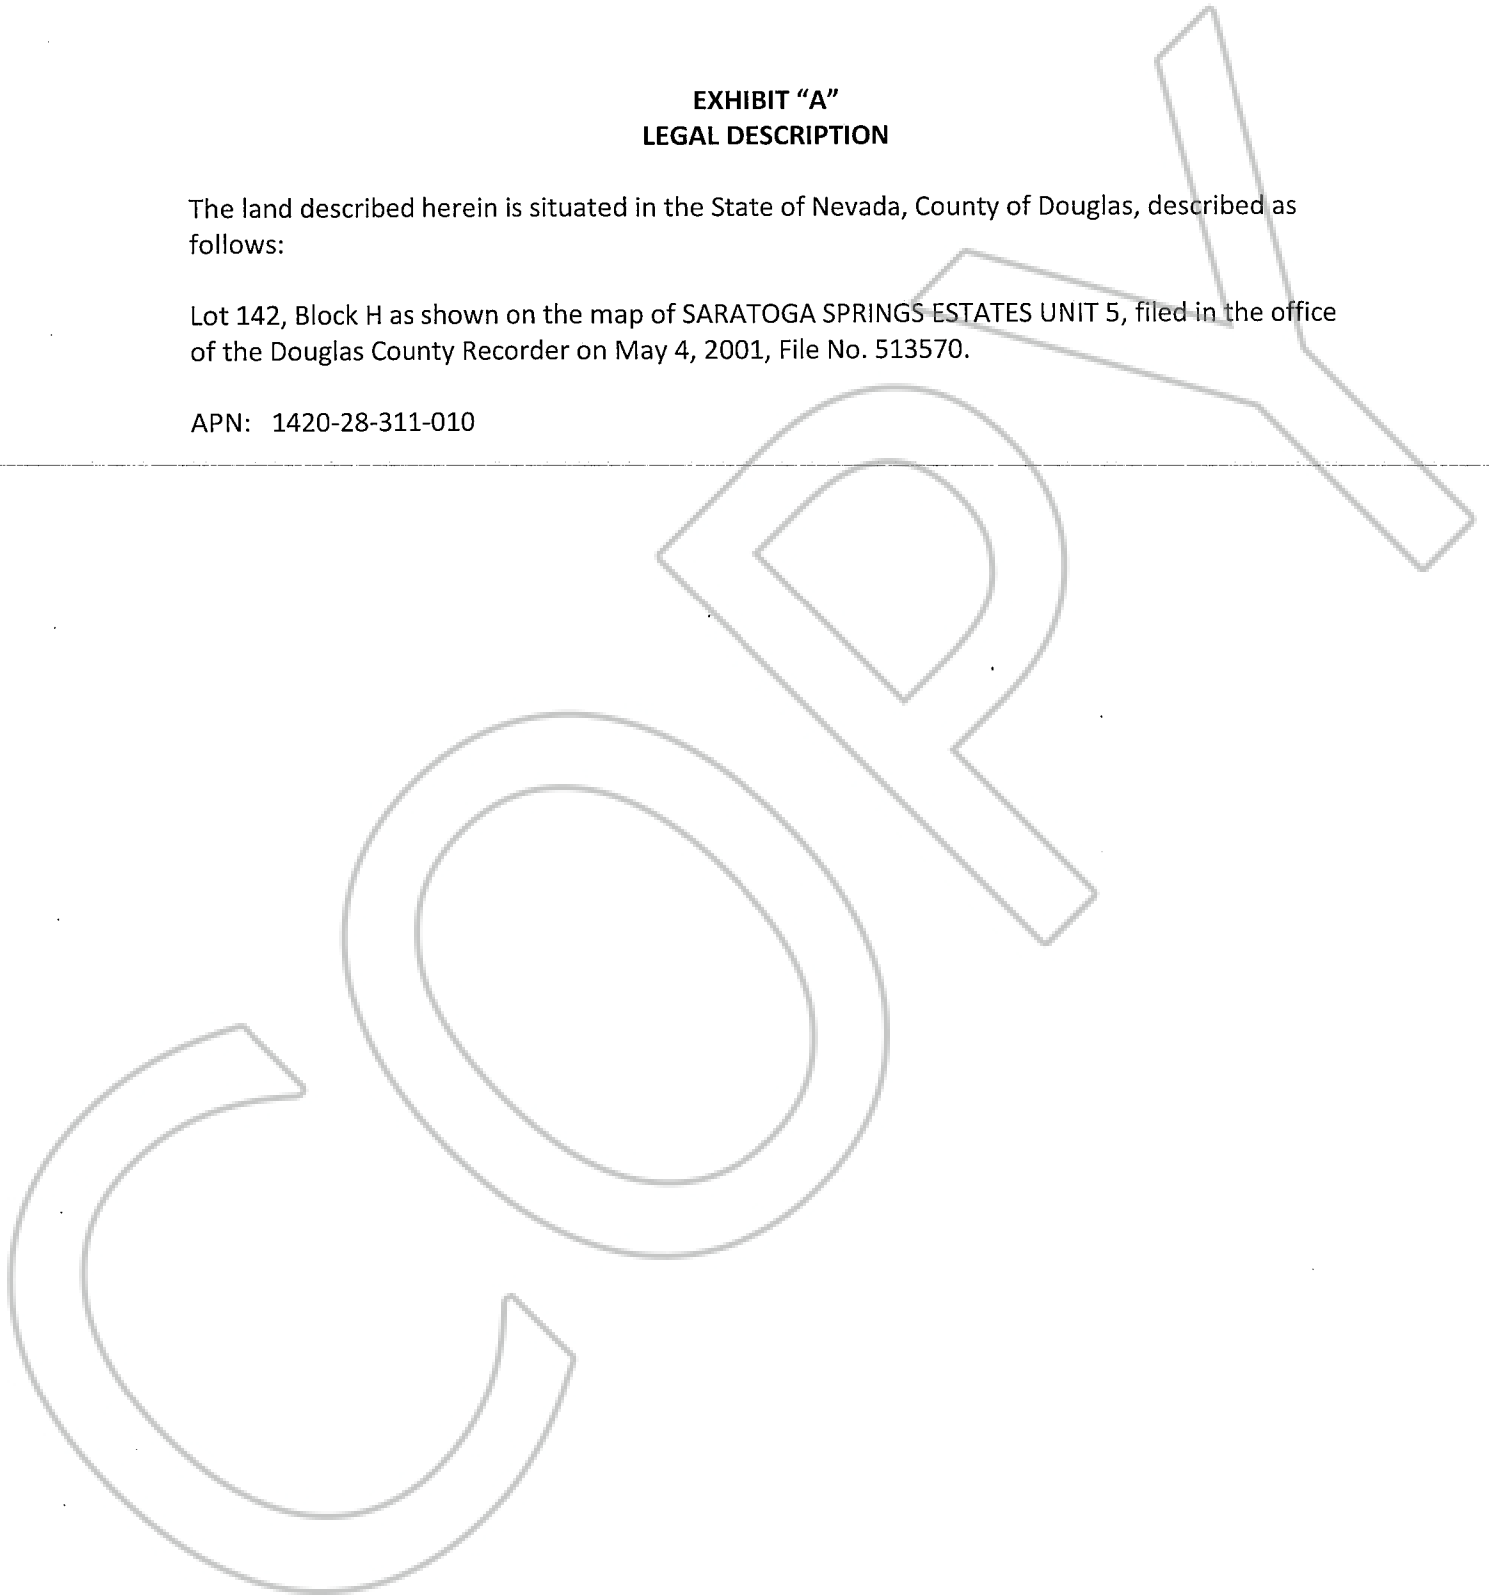 EXHIBIT “A”
LEGAL DESCRIPTION
The land described herein is situated in the State of Nevada, County of Douglas, described as
follows:
Lot 142, Block H as shown on the map of SARATOGA SPRINGS ESTATES UNIT 5, filed in the office
of the Douglas County Recorder on May 4, 2001, File No. 513570.
APN: 1420-28-311-010
COPY